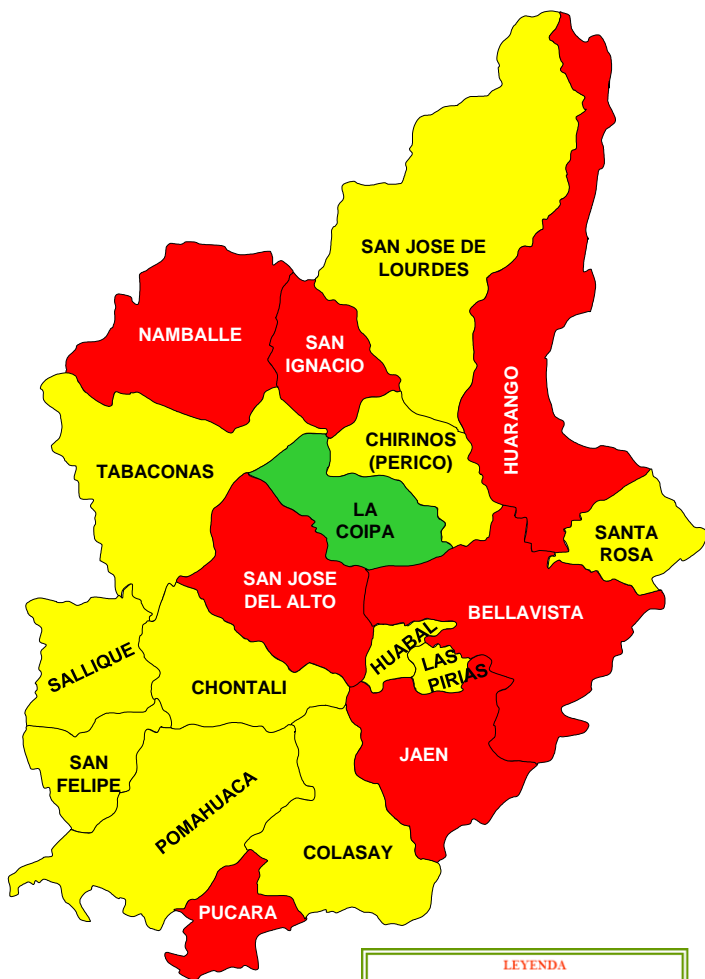 SAN JOSE DE
LOURDES
NAMBALLE
SAN
IGNACIO
HUARANGO
CHIRINOS
(PERICO)
TABACONAS
LA
COIPA
SANTA
ROSA
SAN JOSE
DEL ALTO
BELLAVISTA
HUABAL
LAS
PIRIAS
SALLIQUE
CHONTALI
JAEN
SAN
FELIPE
POMAHUACA
COLASAY
PUCARA
LEYENDA